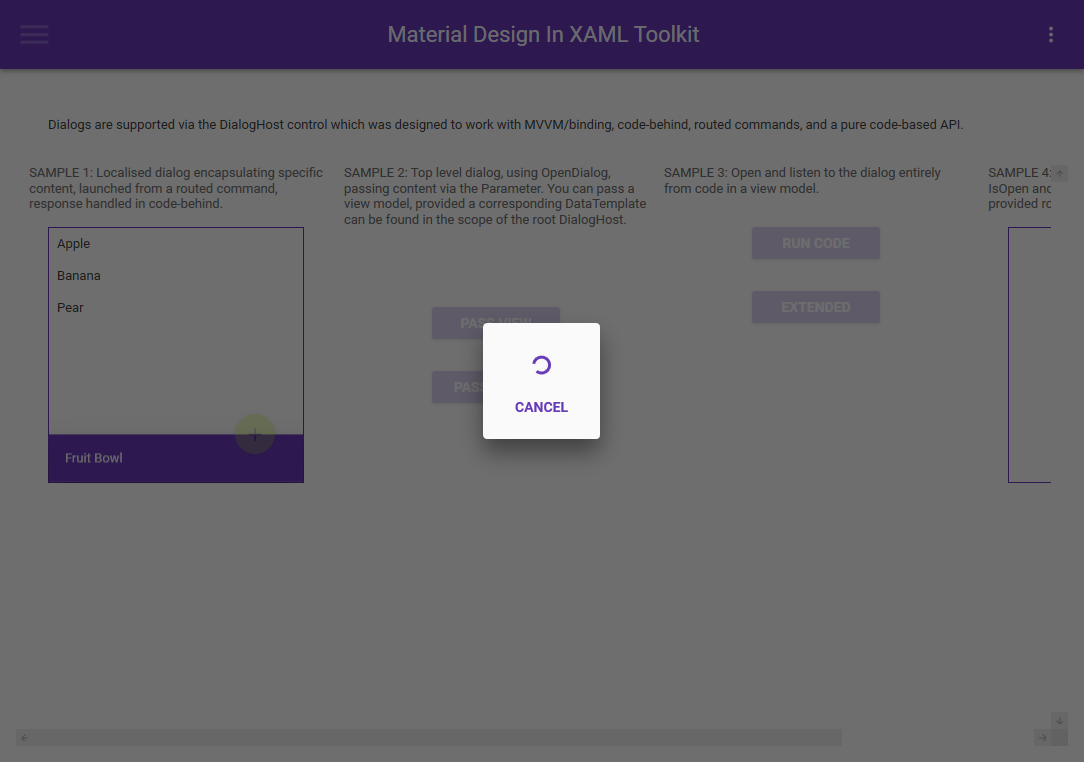 Material Design In XAML Toolkit
Dialogs are supported via the DialogHost control which was designed to work with MVVM/binding, code-behind, routed commands, and a pure code-based API.
SAMPLE 1: Localised dialog encapsulating specific
content, launched from a routed command,
response handled in code-behind.
Apple
Banana
Pear
Fruit Bowl
SAMPLE 2: Top level dialog, using OpenDialog,
passing content via the Parameter. You can pass a
view model, provided a corresponding DataTemplate
can be found in the scope of the root DialogHost.
PASS VIEW
PASS
SAMPLE 3: Open and listen to the dialog entirely
from code in a view model.
RUN CODE
EXTENDED
SAMPLE 4:
IsOpen and
provided
CANCEL